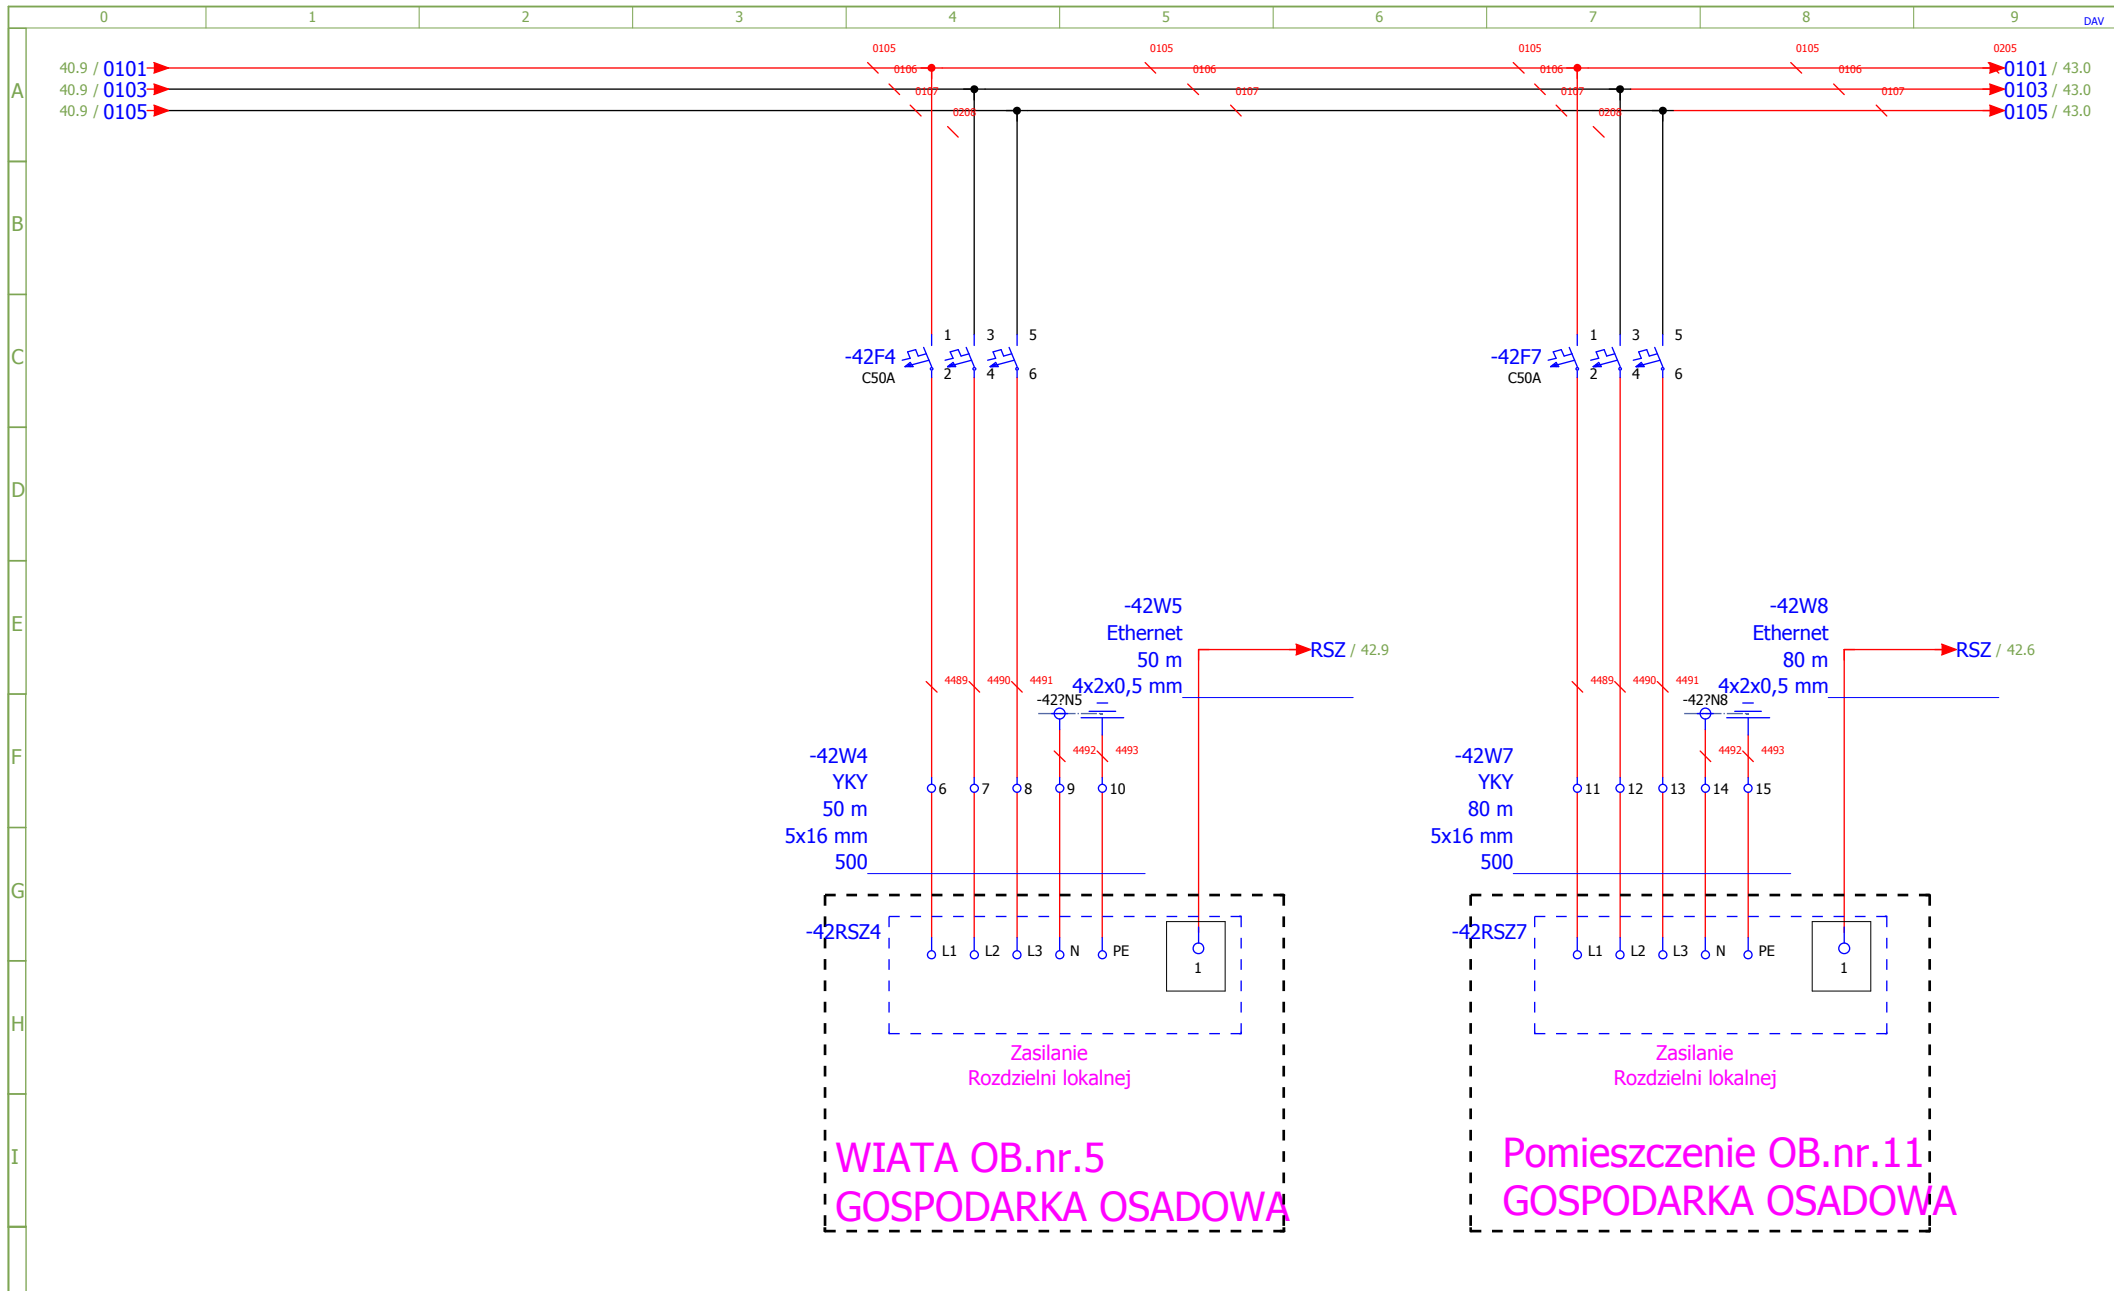 0 1 2 3 4 5 6 7 8 9 DAV
0105 0105 0105 0105 0205
40.9 / 0101 0106 0106 0106 0106 0101 / 43.0
A
40.9 / 0103 0107 0107 0107 0107 0103 / 43.0
40.9 / 0105 0208 0208 0105 / 43.0
B
1 3 5 1 3 5
C
-42F4 -42F7
C50A 2 4 6 C50A 2 4 6
D
-42W5 -42W8
E
Ethernet Ethernet
50 m RSZ / 42.9 80 m RSZ / 42.6
4489 4490 4491 4x2x0,5 mm 4489 4490 4491 4x2x0,5 mm
-42?N5 -42?N8
-42W4 4492 4493 -42W7 4492 4493
F
YKY 6 7 8 9 10 YKY 11 12 13 14 15
50 m 80 m
5x16 mm 5x16 mm
500 500
G
-42RSZ4 -42RSZ7
L1 L2 L3 N PE L1 L2 L3 N PE
1 1
H
Zasilanie Zasilanie
Rozdzielni lokalnej Rozdzielni lokalnej
I
WIATA OB.nr.5 Pomieszczenie OB.nr.11
GOSPODARKA OSADOWA GOSPODARKA OSADOWA